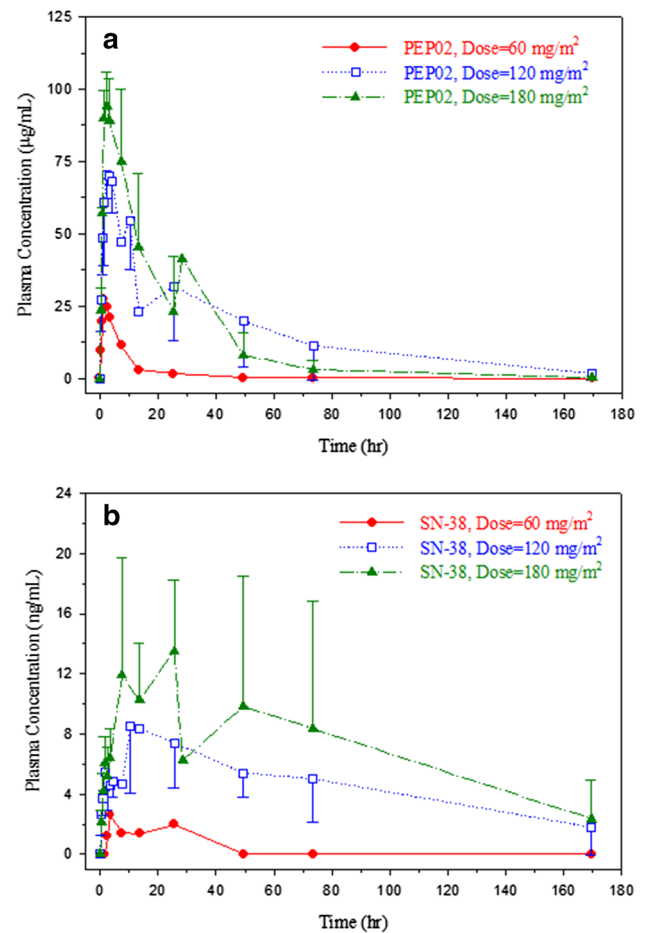 a
PEP02, Dose=60 mg/m²
PEP02, Dose=120 mg/m²
PEP02, Dose=180 mg/m²
Plasma Concentration (µg/mL)
125
100
75
50
25
0
0 20 40 60 80 100 120 140 160 180
Time (hr)
b
SN-38, Dose=60 mg/m²
SN-38, Dose=120 mg/m²
SN-38, Dose=180 mg/m²
Plasma Concentration (ng/mL)
24
20
16
12
8
4
0
0 20 40 60 80 100 120 140 160 180
Time (hr)